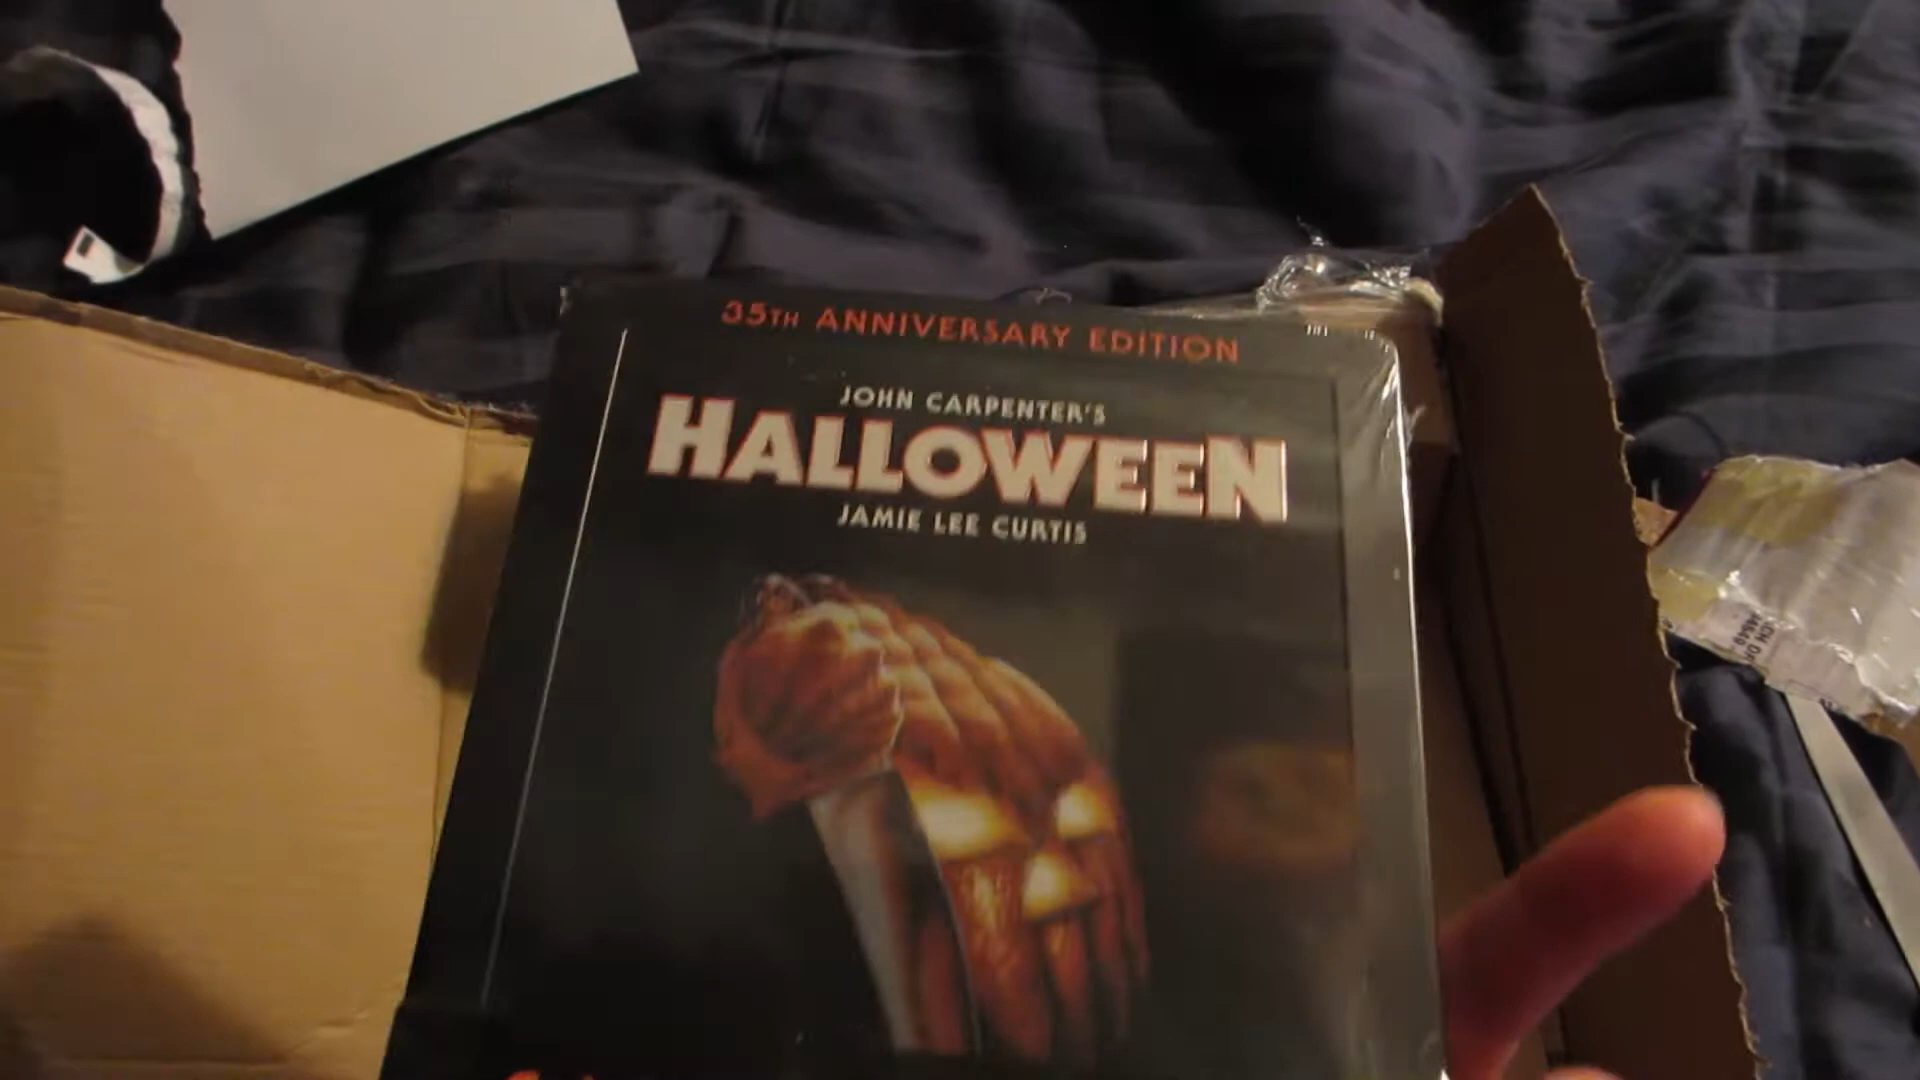 35TH ANNIVERSARY EDITION
JOHN CARPENTER'S
HALLOWEEN
JAMIE LEE CURTIS